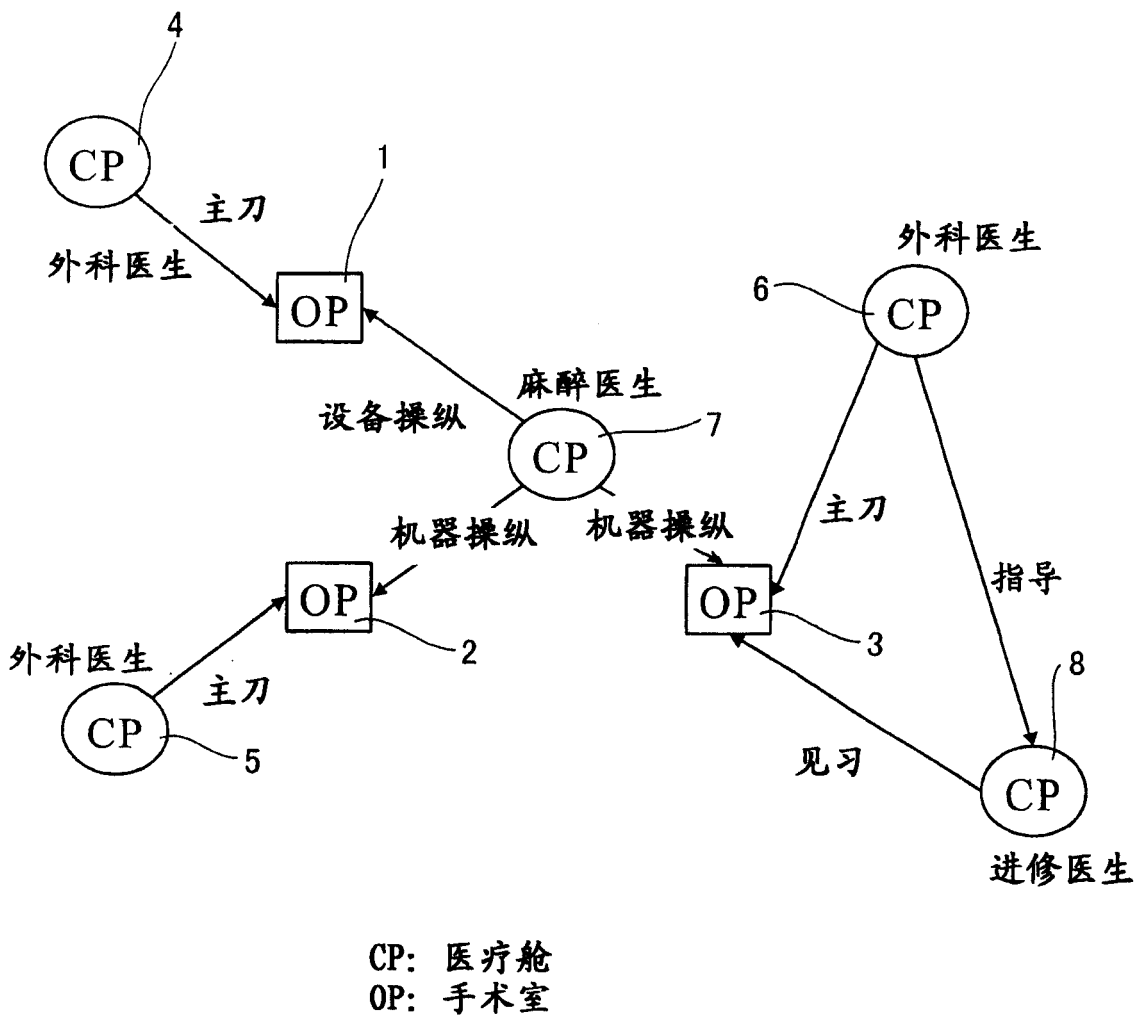 4
CP
1
主刀
外科医生
OP
外科医生
6
CP
麻醉医生
设备操纵
7
CP
机器操纵
机器操纵
主刀
OP
2
OP
3
指导
外科医生
主刀
CP
5
8
见习
CP
进修医生
CP: 医疗舱
OP: 手术室